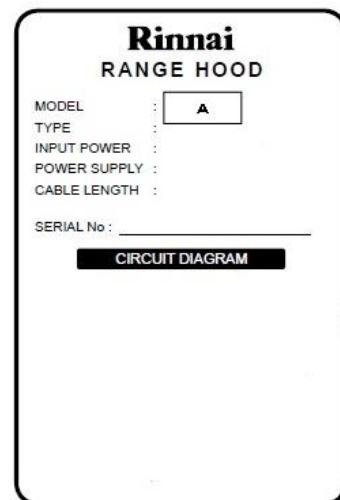 Rinnai
RANGE HOOD
MODEL : A
TYPE :
INPUT POWER :
POWER SUPPLY :
CABLE LENGTH :
SERIAL No :
CIRCUIT DIAGRAM